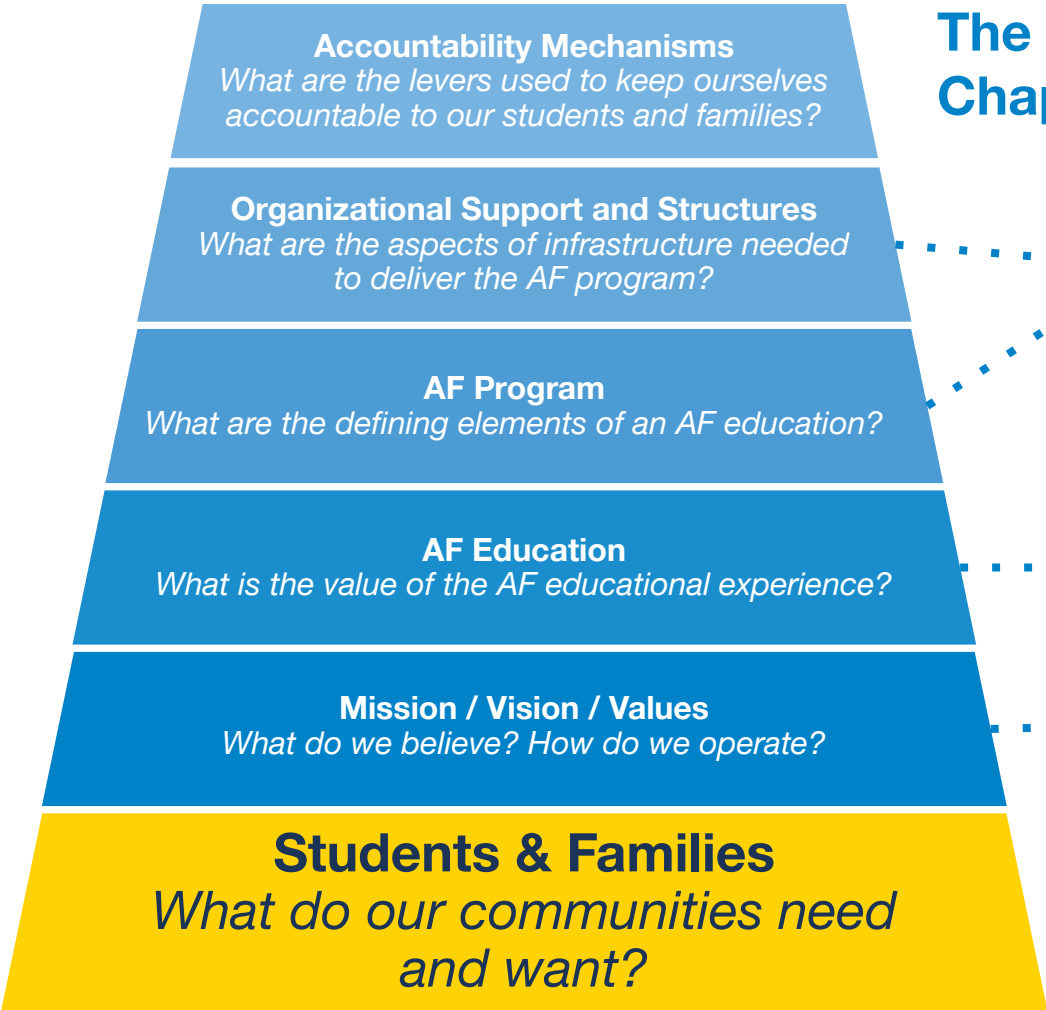 The
Chap
Accountability Mechanisms
What are the levers used to keep ourselves
accountable to our students and families?
Organizational Support and Structures
What are the aspects of infrastructure needed
to deliver the AF program?
AF Program
What are the defining elements of an AF education?
AF Education
What is the value of the AF educational experience?
Mission / Vision / Values
What do we believe? How do we operate?
Students & Families
What do our communities need
and want?